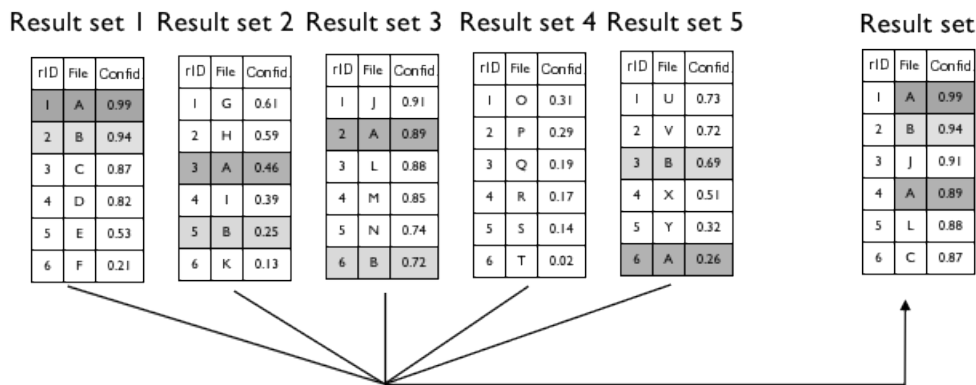 Result set 1 Result set 2 Result set 3 Result set 4 Result set 5 Result set
rID File Confid. rID File Confid. rID File Confid. rID File Confid. rID File Confid. rID File Confid.
1 A 0.99 1 G 0.61 1 J 0.91 1 O 0.31 1 U 0.73 1 A 0.99
2 B 0.94 2 H 0.59 2 A 0.89 2 P 0.29 2 V 0.72 2 B 0.94
3 C 0.87 3 A 0.46 3 L 0.88 3 Q 0.19 3 B 0.69 3 J 0.91
4 D 0.82 4 I 0.39 4 M 0.85 4 R 0.17 4 X 0.51 4 A 0.89
5 E 0.53 5 B 0.25 5 N 0.74 5 S 0.14 5 Y 0.32 5 L 0.88
6 F 0.21 6 K 0.13 6 B 0.72 6 T 0.02 6 A 0.26 6 C 0.87